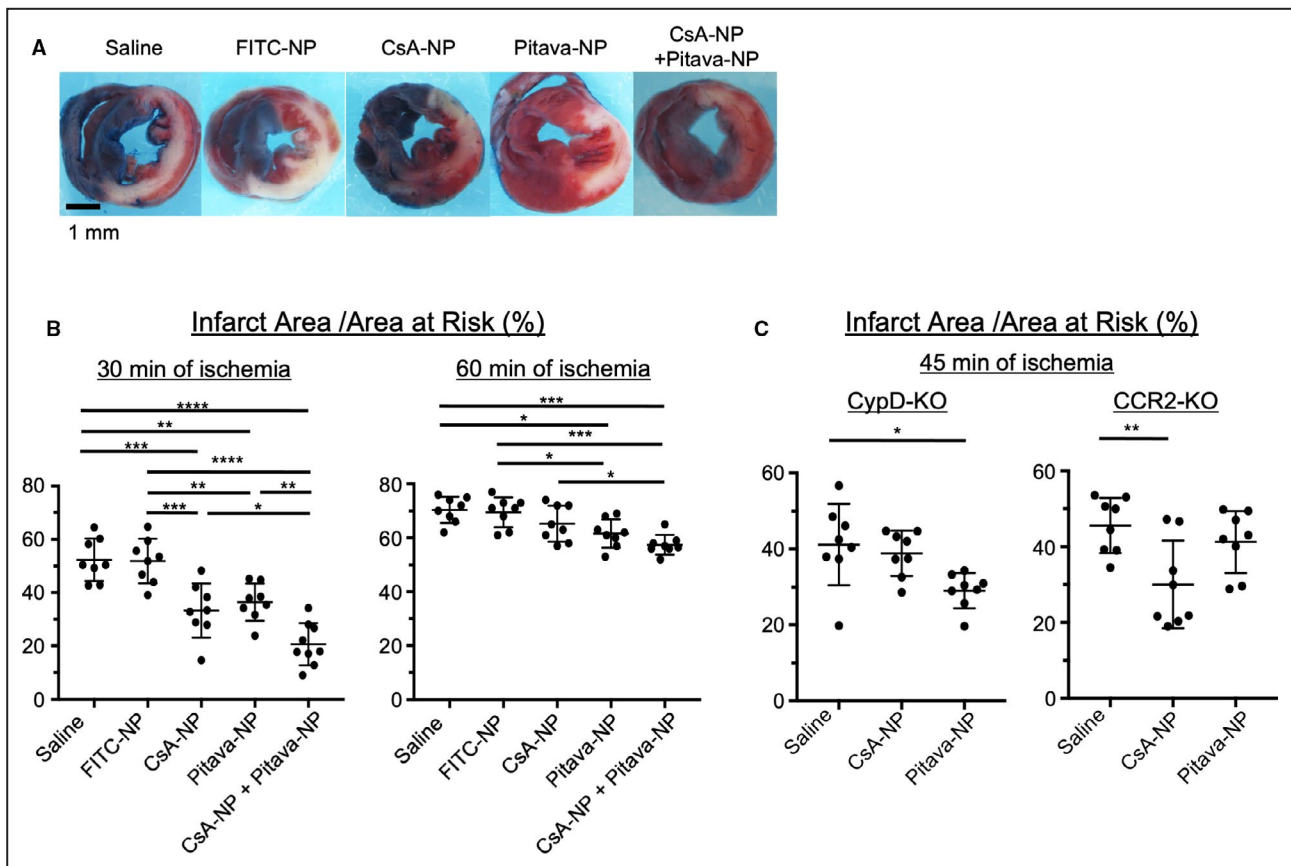 A
Saline
FITC-NP
CsA-NP
Pitava-NP
CsA-NP
+Pitava-NP
1 mm
B
Infarct Area /Area at Risk (%)
30 min of ischemia
****
**
***
****
**
**
***
*
80
60
40
20
0
Saline
FITC-NP
CsA-NP
Pitava-NP
CsA-NP + Pitava-NP
60 min of ischemia
***
*
***
*
*
80
60
40
20
0
Saline
FITC-NP
CsA-NP
Pitava-NP
CsA-NP + Pitava-NP
C
Infarct Area /Area at Risk (%)
45 min of ischemia
CypD-KO
*
60
40
20
0
Saline
CsA-NP
Pitava-NP
CCR2-KO
**
60
40
20
0
Saline
CsA-NP
Pitava-NP